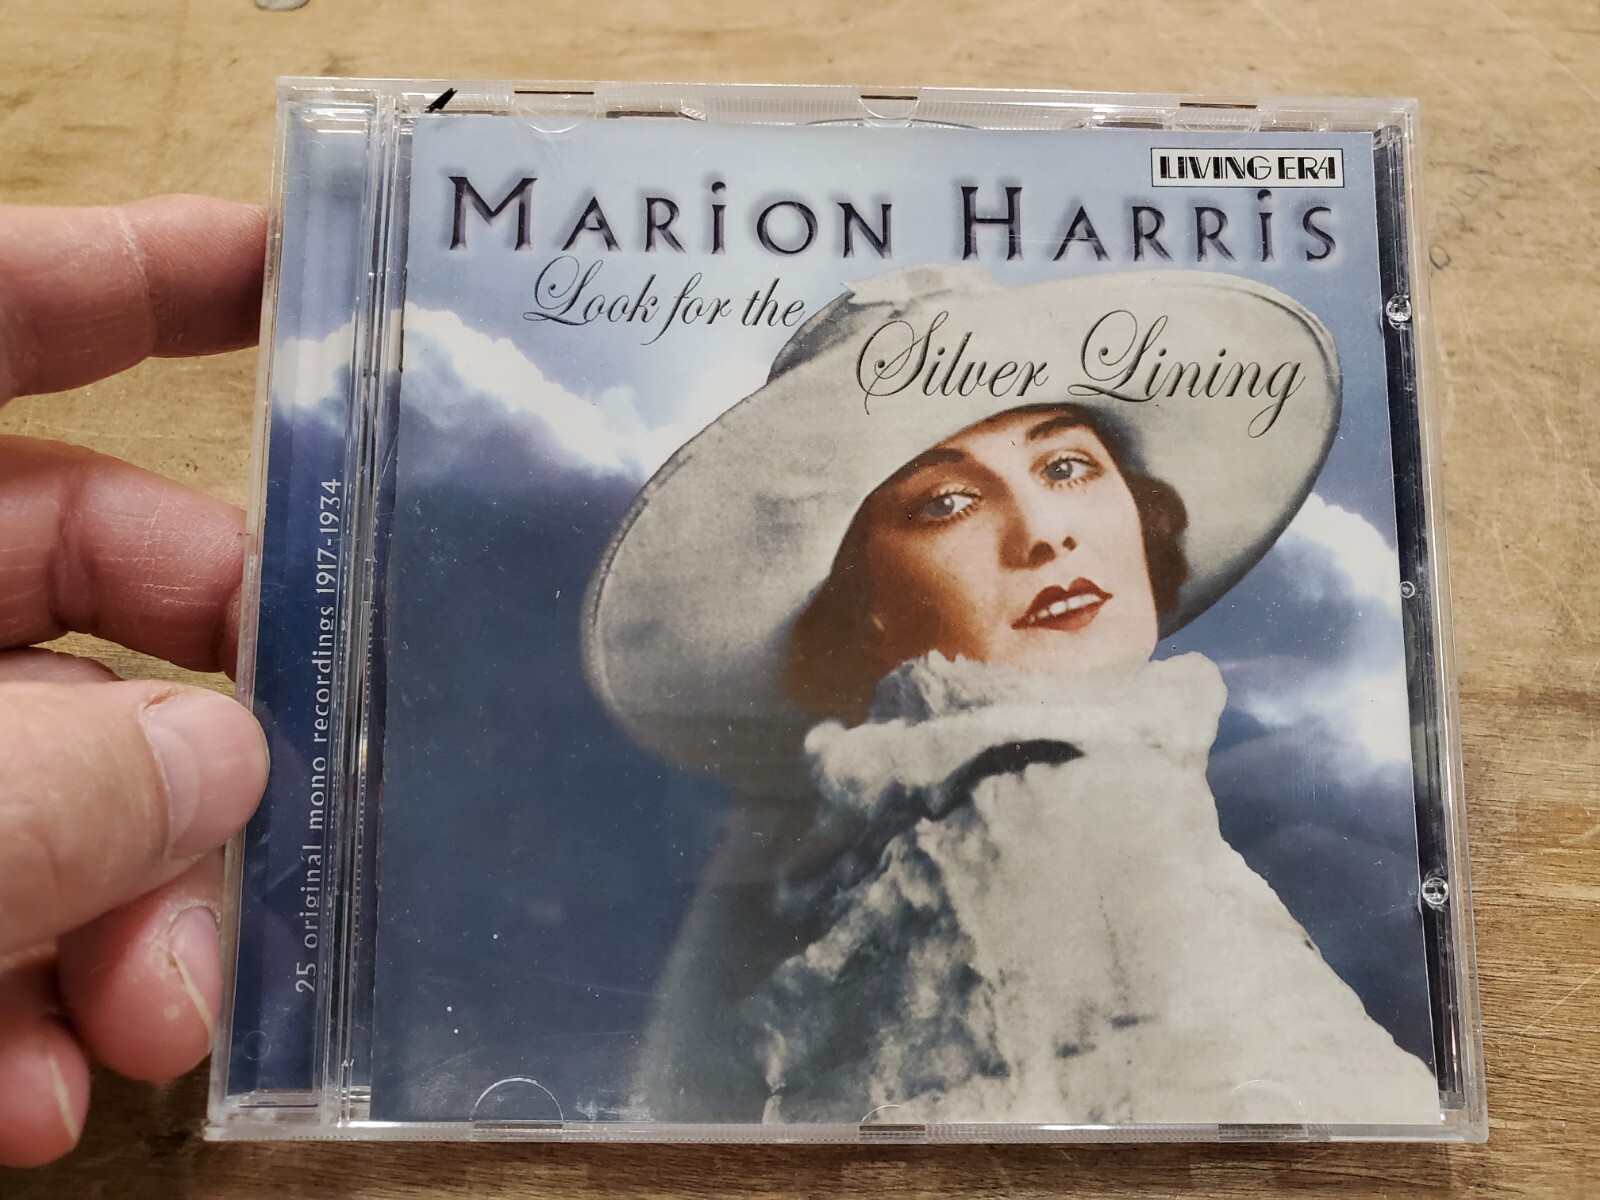 LIVING ERA
MARiON HARRiS
Look for the
Silver Lining
25 original mono recordings 1917-1934